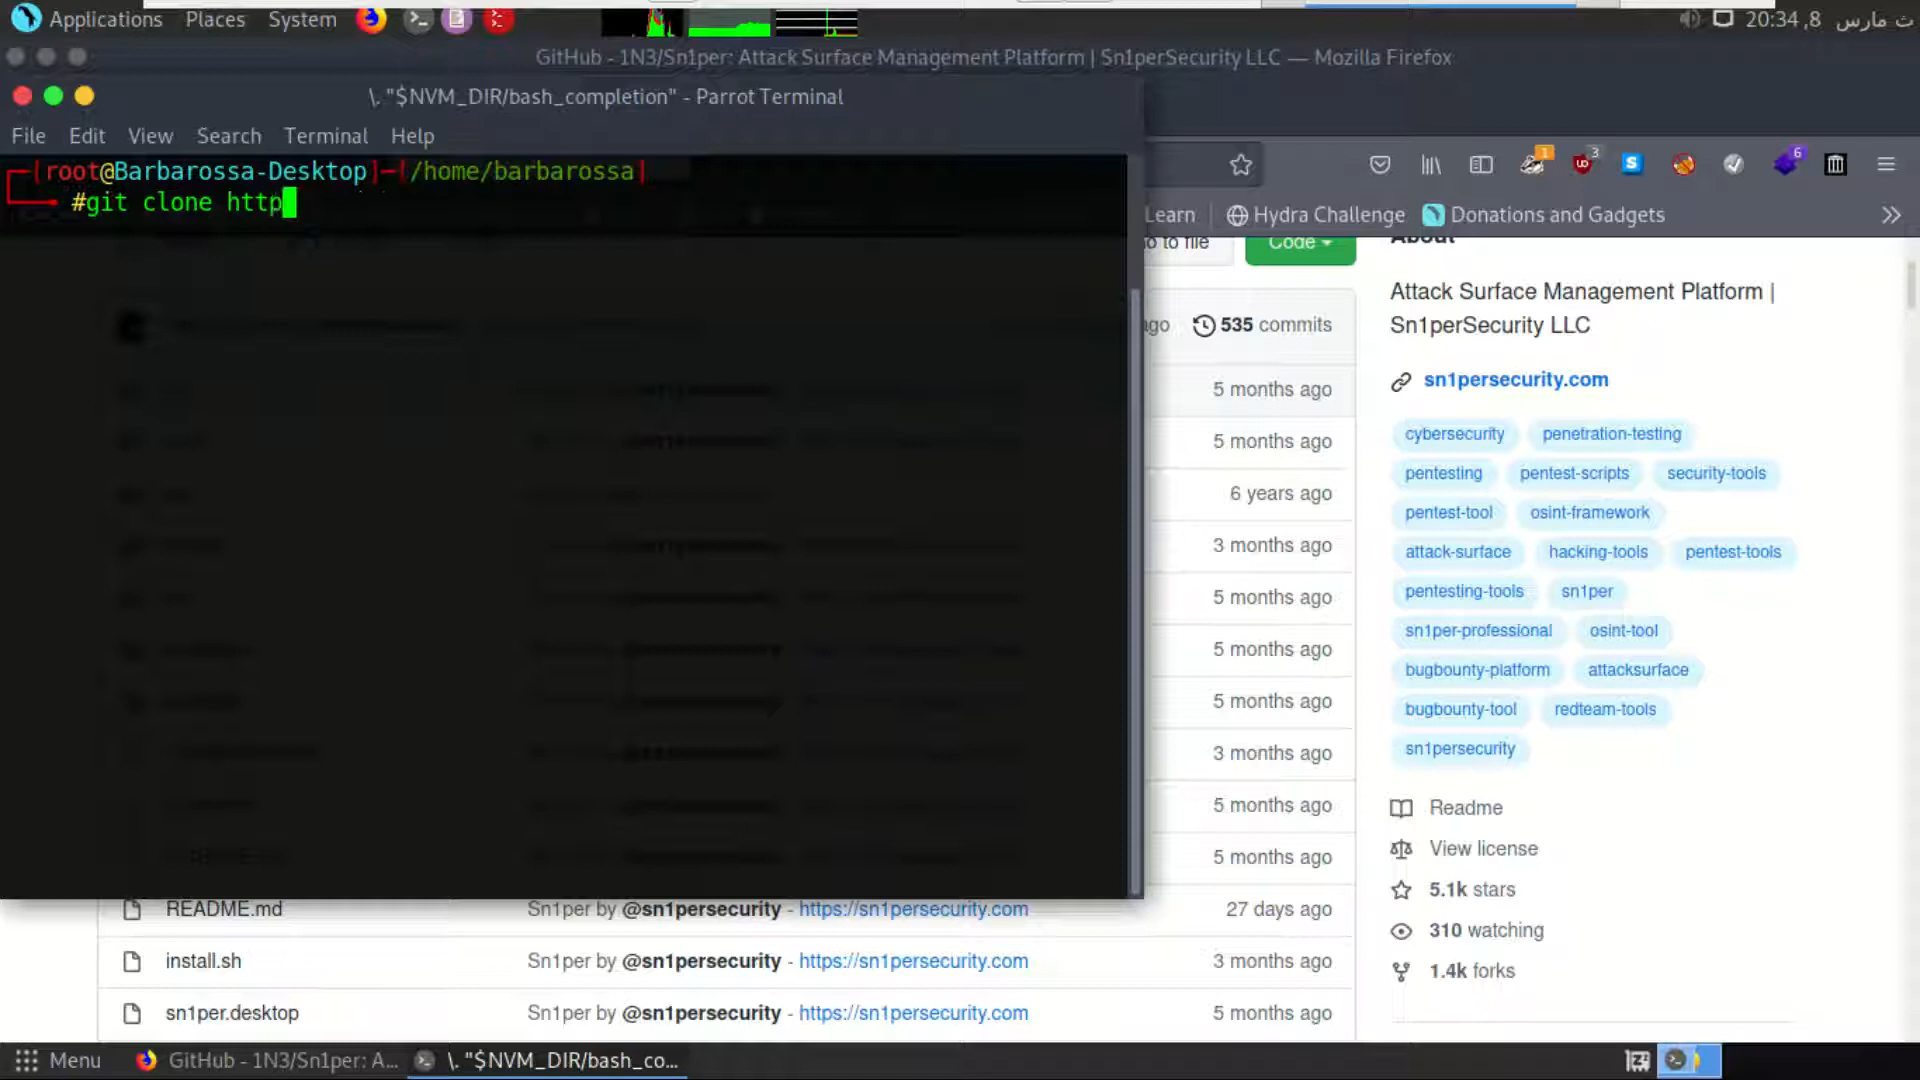 Applications Places System
20:34 ,8 ث مارس
GitHub - 1N3/Sn1per: Attack Surface Management Platform | Sn1perSecurity LLC — Mozilla Firefox
\. "$NVM_DIR/bash_completion" - Parrot Terminal
File Edit View Search Terminal Help
[root@Barbarossa-Desktop]─[/home/barbarossa]
#git clone http
1
3
6
Learn
Hydra Challenge
Donations and Gadgets
to file
Code
About
Attack Surface Management Platform |
Sn1perSecurity LLC
sn1persecurity.com
cybersecurity penetration-testing
pentesting pentest-scripts security-tools
pentest-tool osint-framework
attack-surface hacking-tools pentest-tools
pentesting-tools sn1per
sn1per-professional osint-tool
bugbounty-platform attacksurface
bugbounty-tool redteam-tools
sn1persecurity
Readme
View license
5.1k stars
310 watching
1.4k forks
ago 535 commits
5 months ago
5 months ago
6 years ago
3 months ago
5 months ago
5 months ago
5 months ago
3 months ago
5 months ago
5 months ago
README.md Sn1per by @sn1persecurity - https://sn1persecurity.com 27 days ago
install.sh Sn1per by @sn1persecurity - https://sn1persecurity.com 3 months ago
sn1per.desktop Sn1per by @sn1persecurity - https://sn1persecurity.com 5 months ago
Menu
GitHub - 1N3/Sn1per: A...
\. "$NVM_DIR/bash_co...